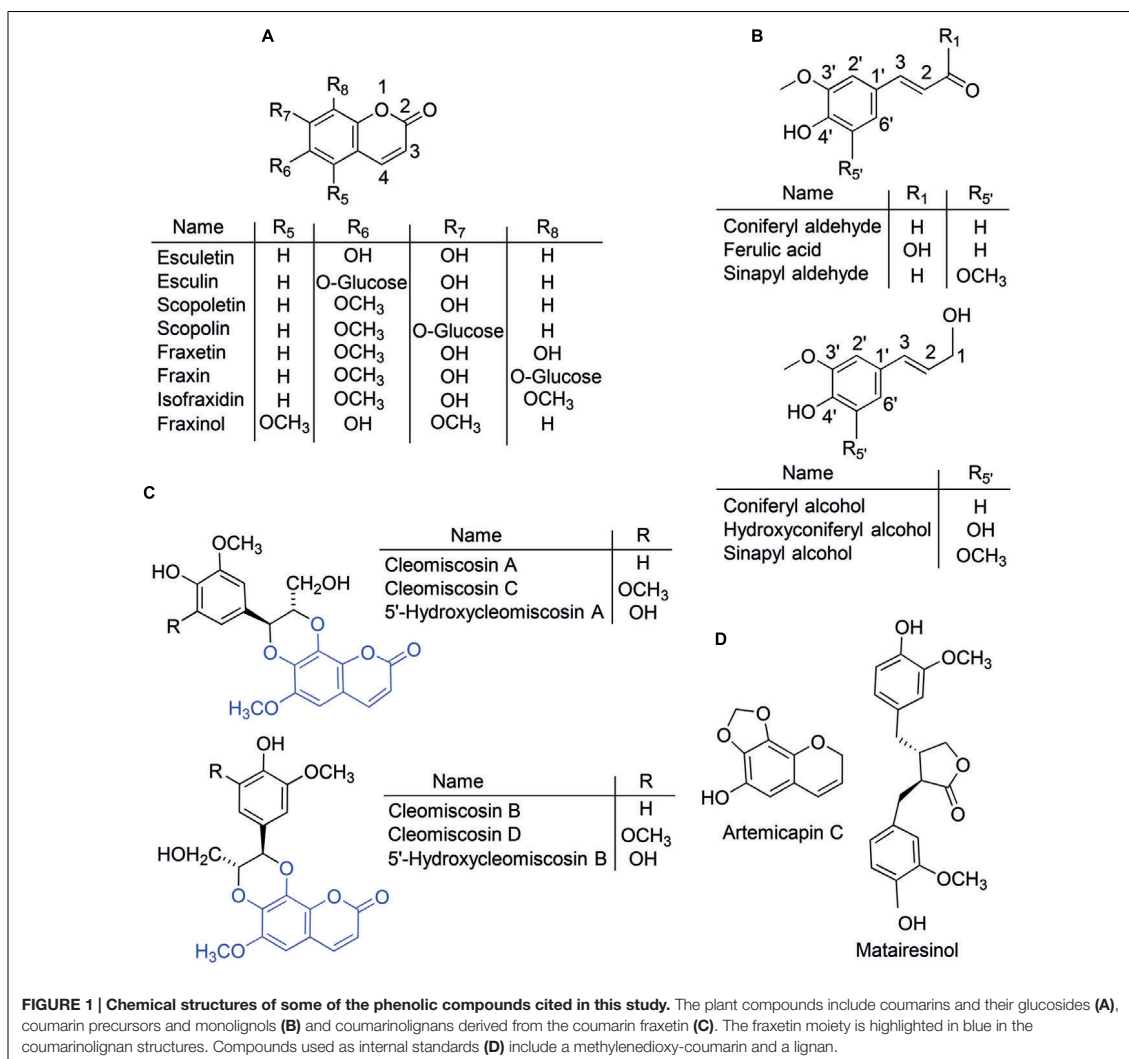 A
R8 1
R7 O 2 O
R6 3
R5 4
Name R5 R6 R7 R8
Esculetin H OH OH H
Esculin H O-Glucose OH H
Scopoletin H OCH3 OH H
Scopolin H OCH3 O-Glucose H
Fraxetin H OCH3 OH OH
Fraxin H OCH3 OH O-Glucose
Isofraxidin H OCH3 OH OCH3
Fraxinol OCH3 OH OCH3 H
B
R1
O 3' 2' 1' 3 2 O
HO 4' 6'
R5'
Name R1 R5'
Coniferyl aldehyde H H
Ferulic acid OH H
Sinapyl aldehyde H OCH3
OH
O 3' 2' 1' 3 2 1
HO 4' 6'
R5'
Name R5'
Coniferyl alcohol H
Hydroxyconiferyl alcohol OH
Sinapyl alcohol OCH3
C
OCH3
HO CH2OH
R O
O O O
H3CO
Name R
Cleomiscosin A H
Cleomiscosin C OCH3
5'-Hydroxycleomiscosin A OH
OH
R OCH3
HOH2C O
O O O
H3CO
Name R
Cleomiscosin B H
Cleomiscosin D OCH3
5'-Hydroxycleomiscosin B OH
D
O O O
HO
Artemicapin C
OH
OCH3
O
O
OCH3
OH
Matairesinol
FIGURE 1 | Chemical structures of some of the phenolic compounds cited in this study. The plant compounds include coumarins and their glucosides (A),
coumarin precursors and monolignols (B) and coumarinolignans derived from the coumarin fraxetin (C). The fraxetin moiety is highlighted in blue in the
coumarinolignan structures. Compounds used as internal standards (D) include a methylenedioxy-coumarin and a lignan.